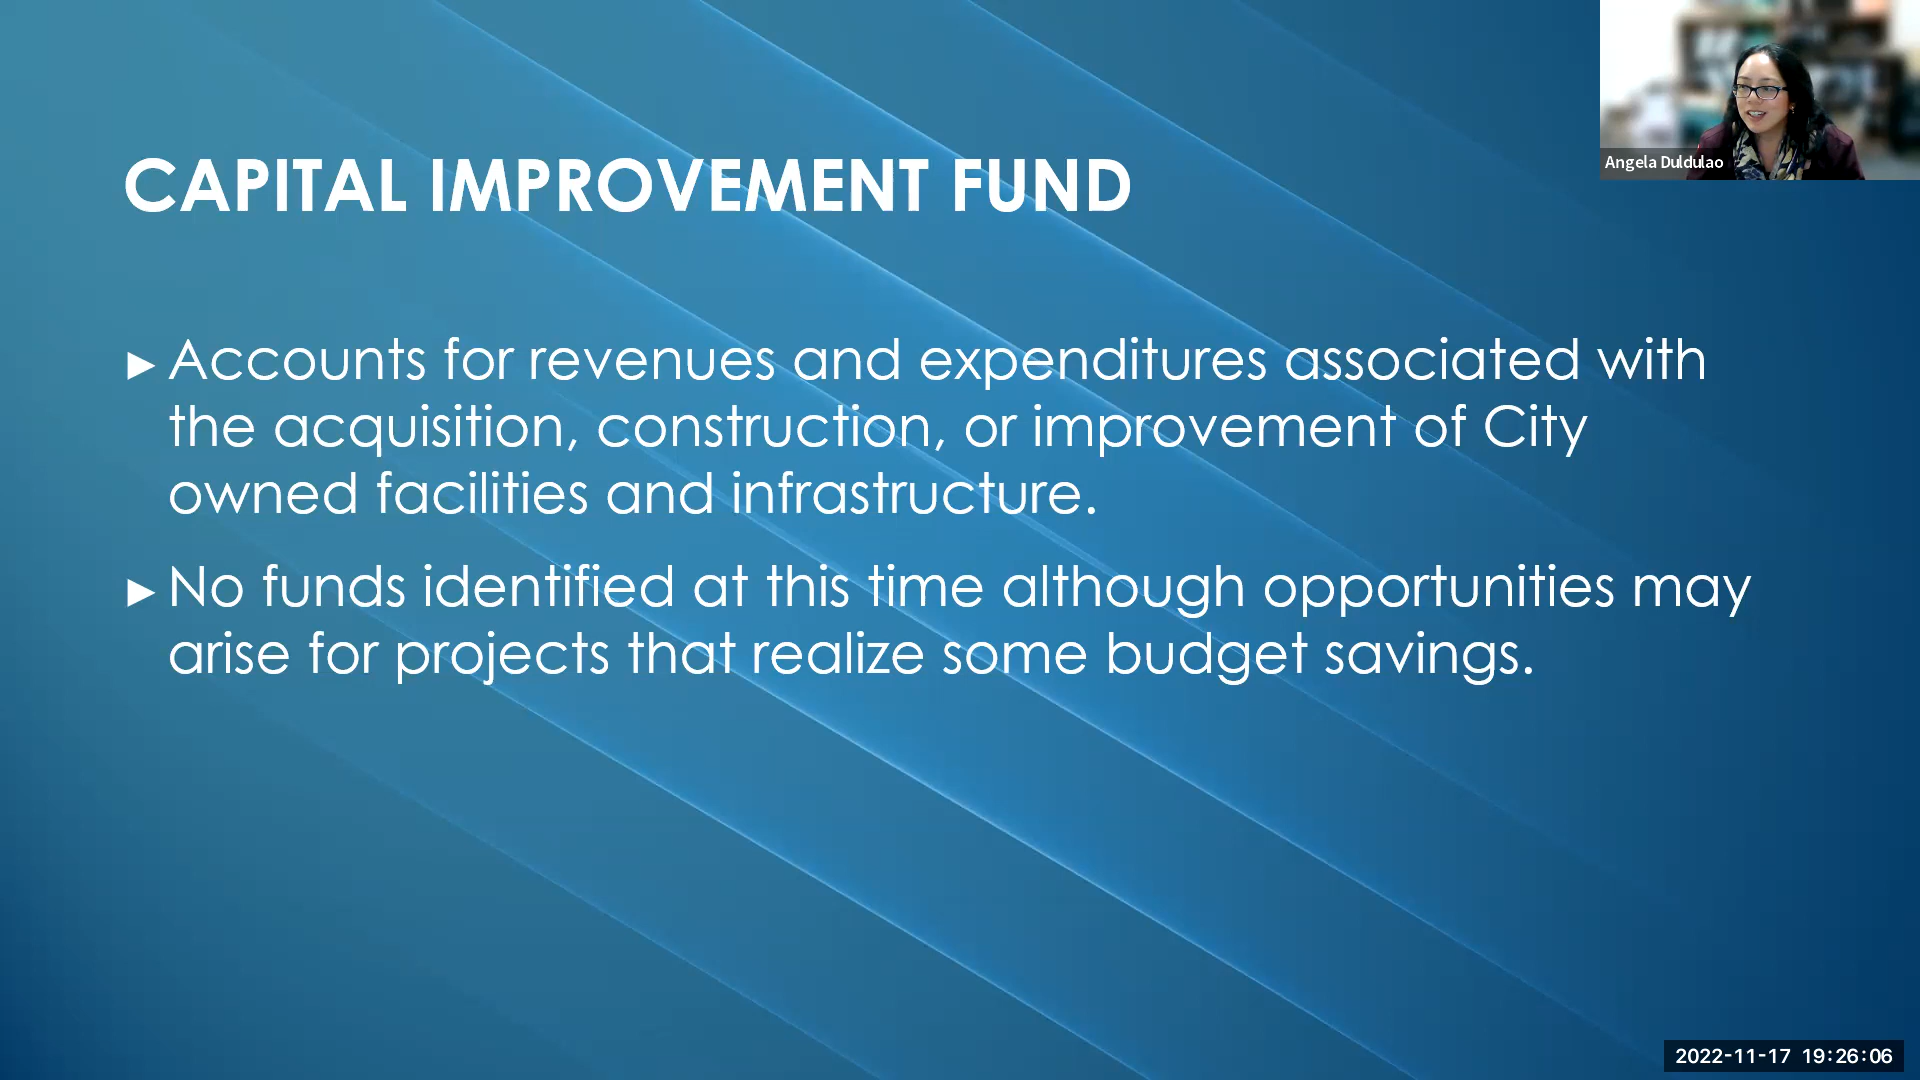 CAPITAL IMPROVEMENT FUND
►Accounts for revenues and expenditures associated with
the acquisition, construction, or improvement of City
owned facilities and infrastructure.
►No funds identified at this time although opportunities may
arise for projects that realize some budget savings.
Angela Duldulao
2022-11-17 19:26:06